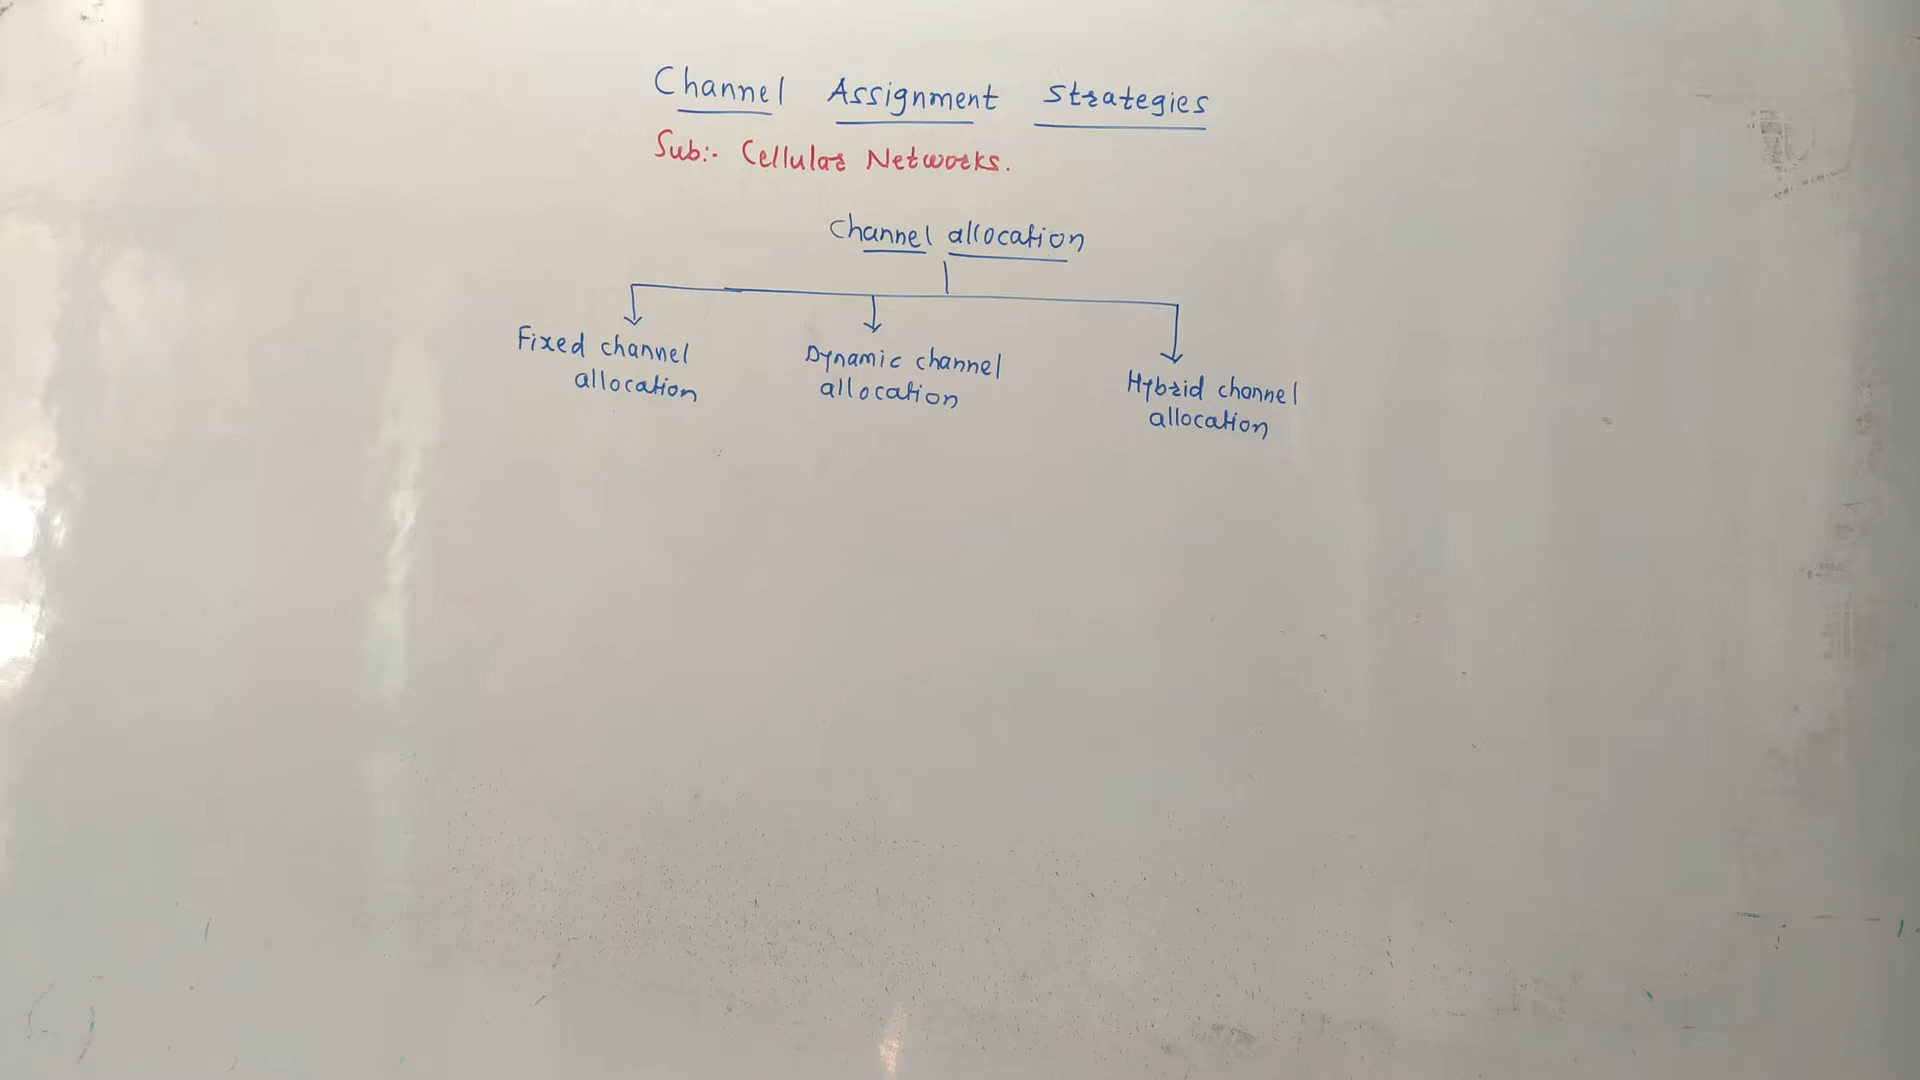 Channel Assignment Strategies
Sub:- Cellular Networks.
Channel allocation
Fixed channel
allocation
Dynamic channel
allocation
Hybrid channel
allocation